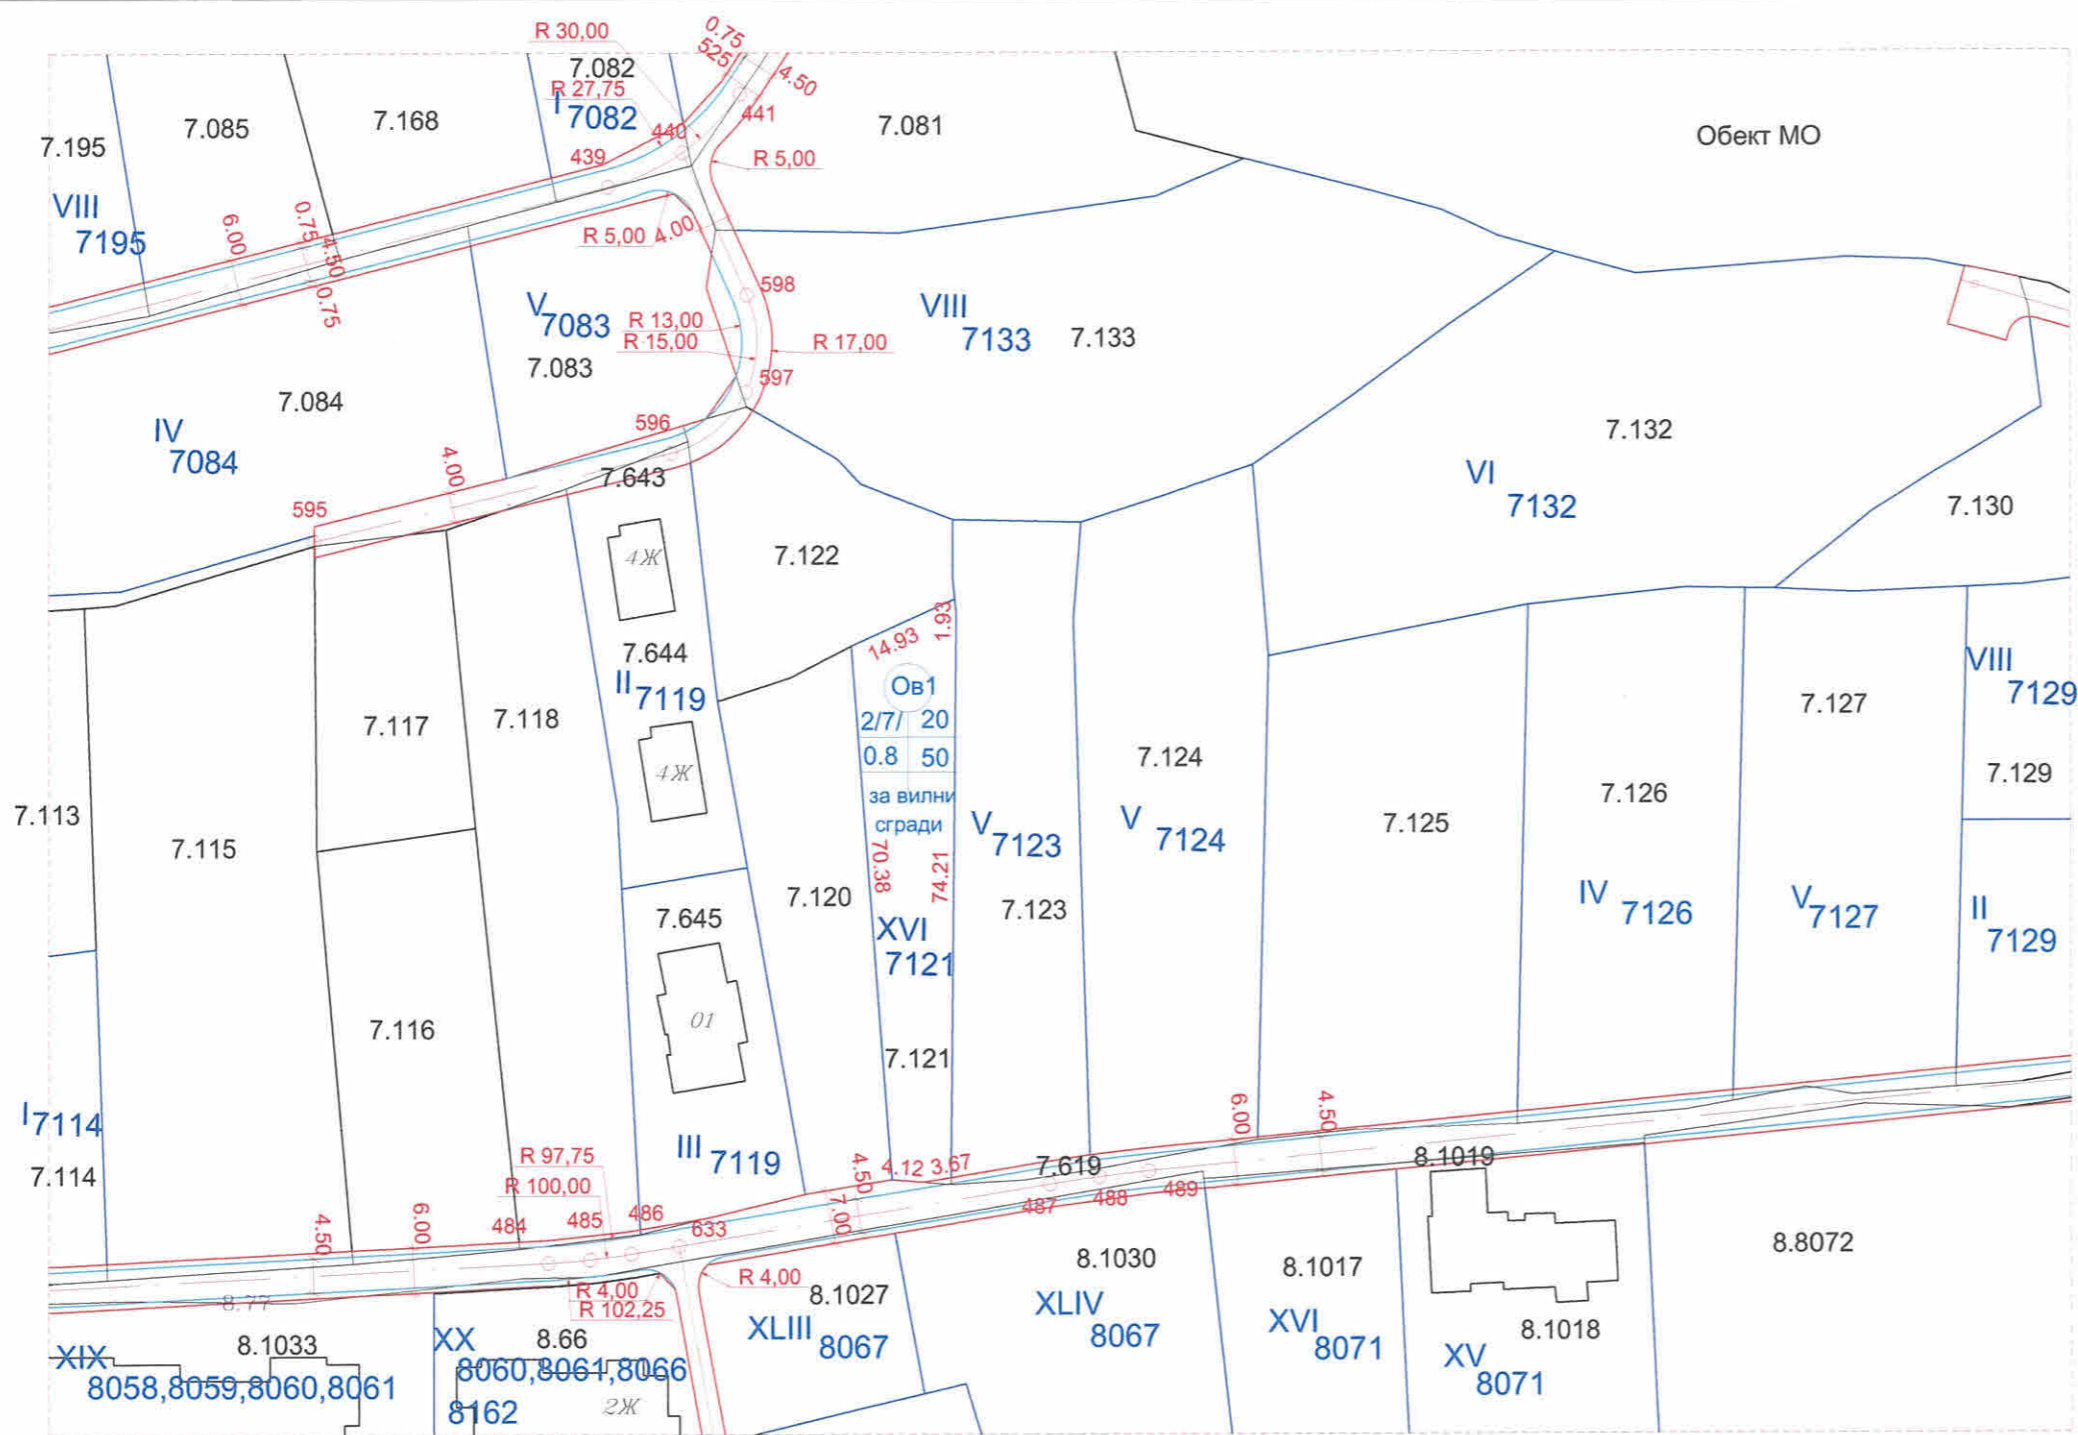 R 30,00
0.75
525
7.082
R 27,75
I 7082
4.50
441
440
439
7.195
7.085
7.168
7.081
Обект МО
R 5,00
VIII
7195
6.00
0.75
4.50
0.75
R 5,00
4.00
598
V
7083
R 13,00
R 15,00
R 17,00
7.083
597
VIII
7133
7.133
7.084
IV
7084
596
7.132
VI
7132
7.130
4.00
595
7.643
4Ж
7.122
14.93
1.93
7.644
II 7119
Ов1
2/7/ 20
0.8 50
за вилни
сгради
7.117
7.118
4Ж
7.124
7.127
VIII
7129
7.129
7.113
7.115
70.38
74.21
V
7123
V
7124
7.125
7.126
7.120
7.645
7.123
IV
7126
V
7127
II
7129
XVI
7121
7.116
01
7.121
I 7114
7.114
III 7119
R 97,75
R 100,00
4.50
6.00
484
485
486
633
4.50
7.00
4.12
3.67
7.619
487
488
489
6.00
4.50
8.1019
R 4,00
R 102,25
R 4,00
8.77
8.1027
8.1030
8.1017
8.8072
8.1033
8.66
XLIII 8067
XLIV
8067
XVI
8071
8.1018
XV
8071
XIX
8058,8059,8060,8061
XX
8060,8061,8066
8162
2Ж